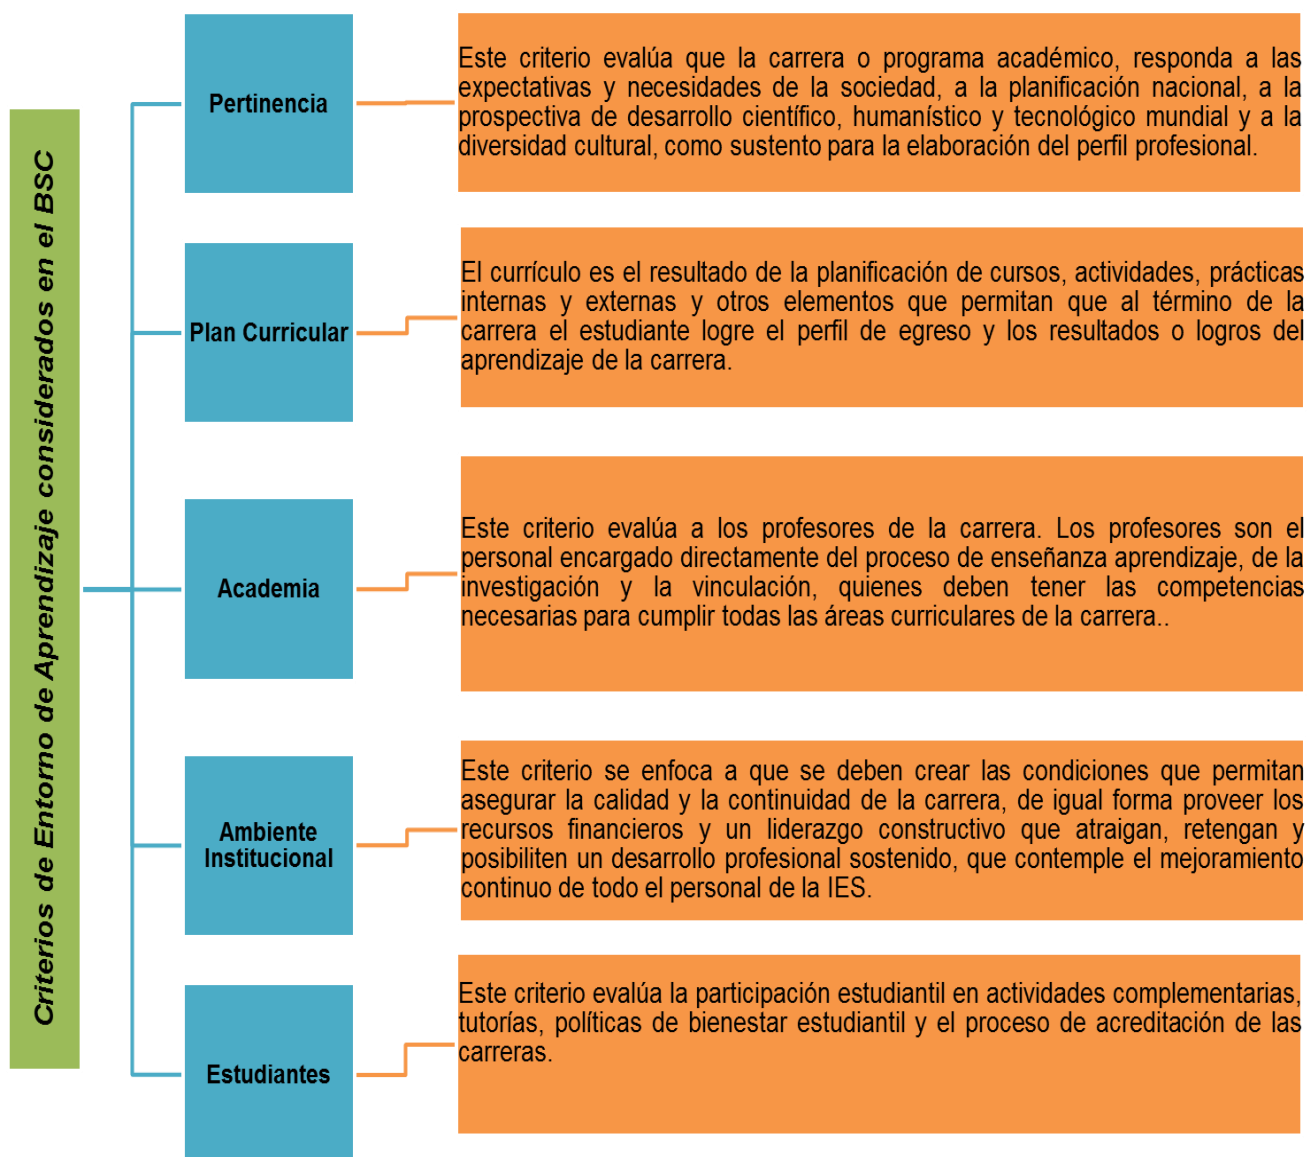 Criterios de Entorno de Aprendizaje considerados en el BSC
Pertinencia
Este criterio evalúa que la carrera o programa académico, responda a las
expectativas y necesidades de la sociedad, a la planificación nacional, a la
prospectiva de desarrollo científico, humanístico y tecnológico mundial y a la
diversidad cultural, como sustento para la elaboración del perfil profesional.
Plan Curricular
El currículo es el resultado de la planificación de cursos, actividades, prácticas
internas y externas y otros elementos que permitan que al término de la
carrera el estudiante logre el perfil de egreso y los resultados o logros del
aprendizaje de la carrera.
Academia
Este criterio evalúa a los profesores de la carrera. Los profesores son el
personal encargado directamente del proceso de enseñanza aprendizaje, de la
investigación y la vinculación, quienes deben tener las competencias
necesarias para cumplir todas las áreas curriculares de la carrera..
Ambiente
Institucional
Este criterio se enfoca a que se deben crear las condiciones que permitan
asegurar la calidad y la continuidad de la carrera, de igual forma proveer los
recursos financieros y un liderazgo constructivo que atraigan, retengan y
posibiliten un desarrollo profesional sostenido, que contemple el mejoramiento
continuo de todo el personal de la IES.
Estudiantes
Este criterio evalúa la participación estudiantil en actividades complementarias,
tutorías, políticas de bienestar estudiantil y el proceso de acreditación de las
carreras.